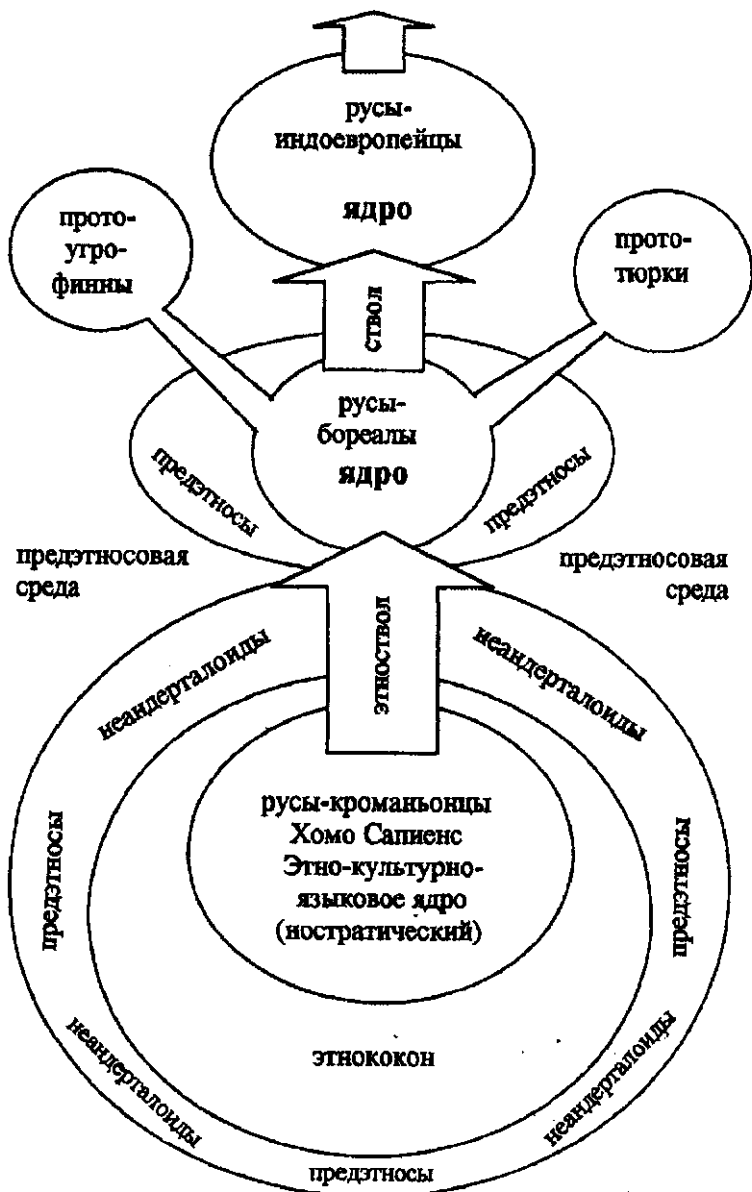 русы-
индоевропейцы
ядро
прото-
угро-
финны
прото-
тюрки
ствол
русы-
бореалы
ядро
предэтносы
предэтносы
предэтносовая
среда
предэтносовая
среда
этноствол
неандерталоиды
неандерталоиды
русы-кроманьонцы
Хомо Сапиенс
Этно-культурно-
языковое ядро
(ностратический)
предэтносы
предэтносы
этнококон
неандерталоиды
неандерталоиды
предэтносы